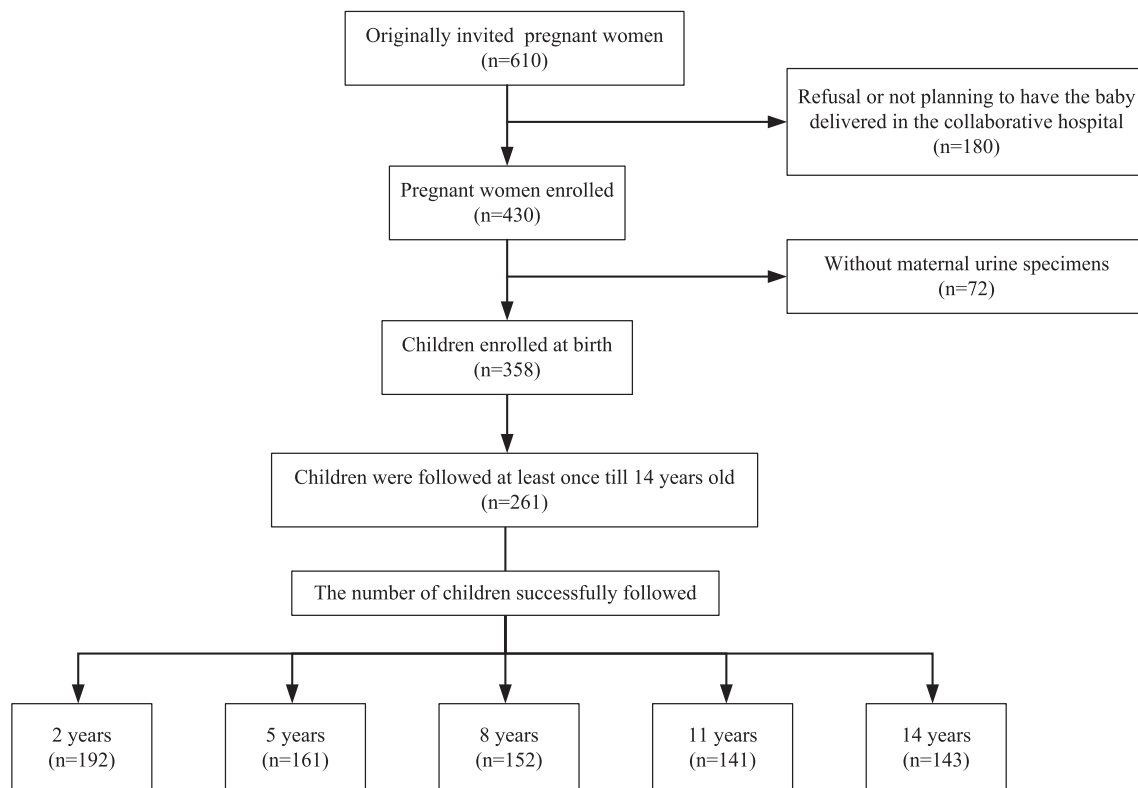 Originally invited pregnant women
(n=610)
Refusal or not planning to have the baby
delivered in the collaborative hospital
(n=180)
Pregnant women enrolled
(n=430)
Without maternal urine specimens
(n=72)
Children enrolled at birth
(n=358)
Children were followed at least once till 14 years old
(n=261)
The number of children successfully followed
2 years
(n=192)
5 years
(n=161)
8 years
(n=152)
11 years
(n=141)
14 years
(n=143)